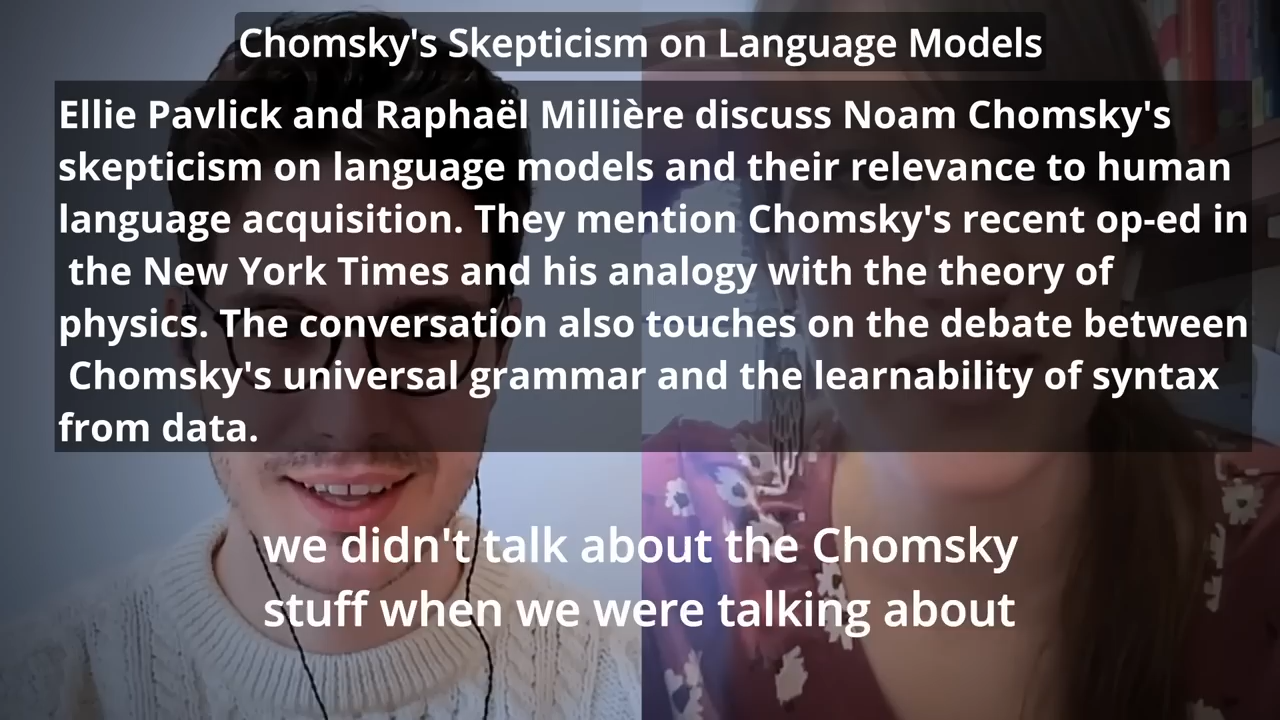 Chomsky's Skepticism on Language Models
Ellie Pavlick and Raphaël Millière discuss Noam Chomsky's
skepticism on language models and their relevance to human
language acquisition. They mention Chomsky's recent op-ed in
the New York Times and his analogy with the theory of
physics. The conversation also touches on the debate between
Chomsky's universal grammar and the learnability of syntax
from data.
we didn't talk about the Chomsky
stuff when we were talking about